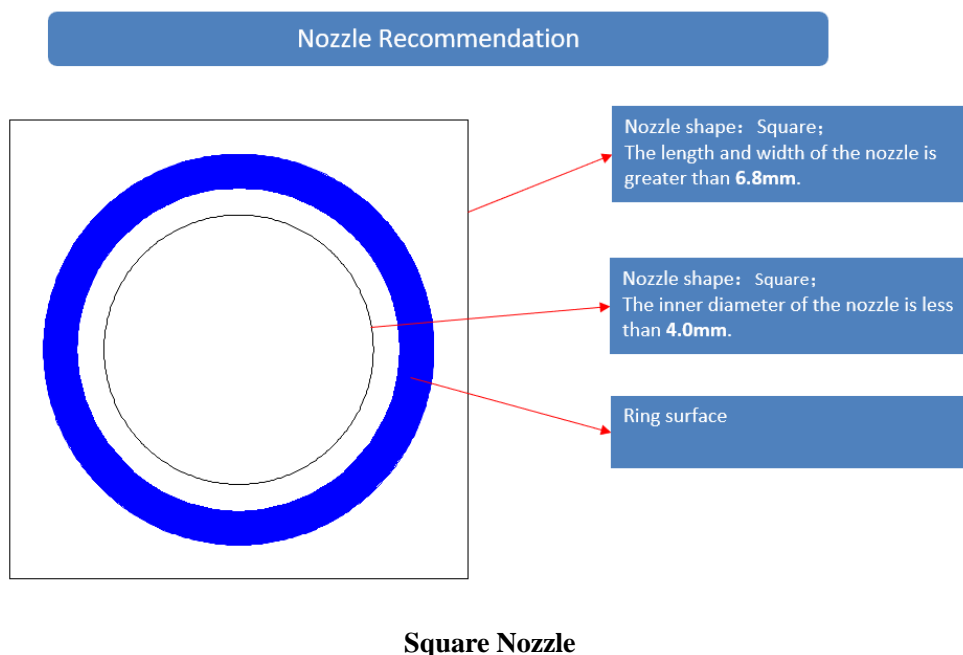 Nozzle Recommendation
Nozzle shape：Square；
The length and width of the nozzle is
greater than 6.8mm.
Nozzle shape：Square；
The inner diameter of the nozzle is less
than 4.0mm.
Ring surface
Square Nozzle